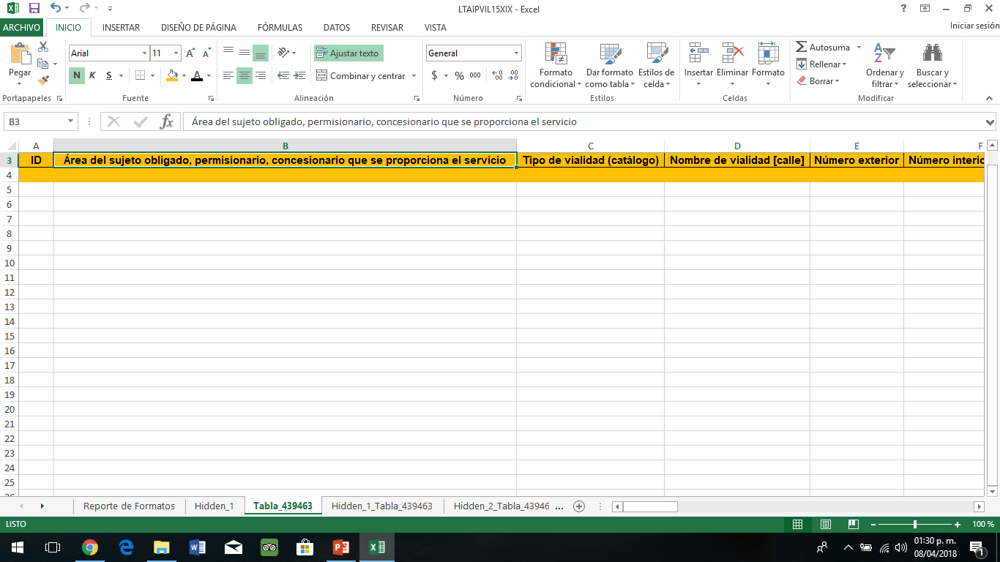 LTAIPVIL15XIX - Excel
ARCHIVO INICIO INSERTAR DISEÑO DE PÁGINA FÓRMULAS DATOS REVISAR VISTA Iniciar sesión
Pegar
Portapapeles
Arial 11
N K S
Fuente
Ajustar texto
Combinar y centrar
Alineación
General
$ % 000
Número
Formato condicional
Dar formato como tabla
Estilos de celda
Estilos
Insertar Eliminar Formato
Celdas
Autosuma
Rellenar
Borrar
Ordenar y filtrar
Buscar y seleccionar
Modificar
B3 fx Área del sujeto obligado, permisionario, concesionario que se proporciona el servicio
A B C D E F
3 ID Área del sujeto obligado, permisionario, concesionario que se proporciona el servicio Tipo de vialidad (catálogo) Nombre de vialidad [calle] Número exterior Número interic
4
5
6
7
8
9
10
11
12
13
14
15
16
17
18
19
20
21
22
23
24
25
Reporte de Formatos Hidden_1 Tabla_439463 Hidden_1_Tabla_439463 Hidden_2_Tabla_43946 ...
LISTO 100 %
01:30 p. m.
08/04/2018
1